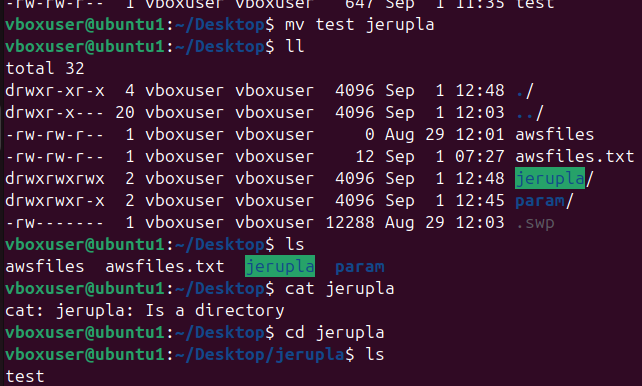 -rw-rw-r--  1 vboxuser vboxuser   647 Sep  1 11:35 test
vboxuser@ubuntu1:~/Desktop$ mv test jerupla
vboxuser@ubuntu1:~/Desktop$ ll
total 32
drwxr-xr-x  4 vboxuser vboxuser  4096 Sep  1 12:48 ./
drwxr-x--- 20 vboxuser vboxuser  4096 Sep  1 12:03 ../
-rw-rw-r--  1 vboxuser vboxuser     0 Aug 29 12:01 awsfiles
-rw-rw-r--  1 vboxuser vboxuser    12 Sep  1 07:27 awsfiles.txt
drwxrwxrwx  2 vboxuser vboxuser  4096 Sep  1 12:48 jerupla/
drwxrwxr-x  2 vboxuser vboxuser  4096 Sep  1 12:45 param/
-rw-------  1 vboxuser vboxuser 12288 Aug 29 12:03 .swp
vboxuser@ubuntu1:~/Desktop$ ls
awsfiles  awsfiles.txt  jerupla  param
vboxuser@ubuntu1:~/Desktop$ cat jerupla
cat: jerupla: Is a directory
vboxuser@ubuntu1:~/Desktop$ cd jerupla
vboxuser@ubuntu1:~/Desktop/jerupla$ ls
test